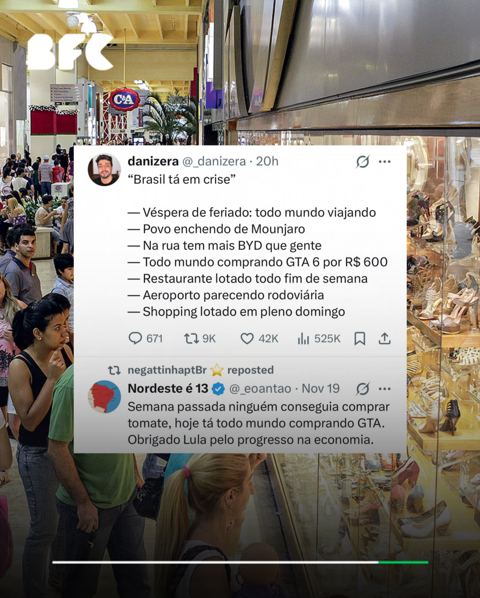 BFC
C&A
danizera @_danizera · 20h
“Brasil tá em crise”
— Véspera de feriado: todo mundo viajando
— Povo enchendo de Mounjaro
— Na rua tem mais BYD que gente
— Todo mundo comprando GTA 6 por R$ 600
— Restaurante lotado todo fim de semana
— Aeroporto parecendo rodoviária
— Shopping lotado em pleno domingo
671 9K 42K 525K
negattinhaptBr ⭐ reposted
Nordeste é 13 @_eoantao · Nov 19
Semana passada ninguém conseguia comprar
tomate, hoje tá todo mundo comprando GTA.
Obrigado Lula pelo progresso na economia.